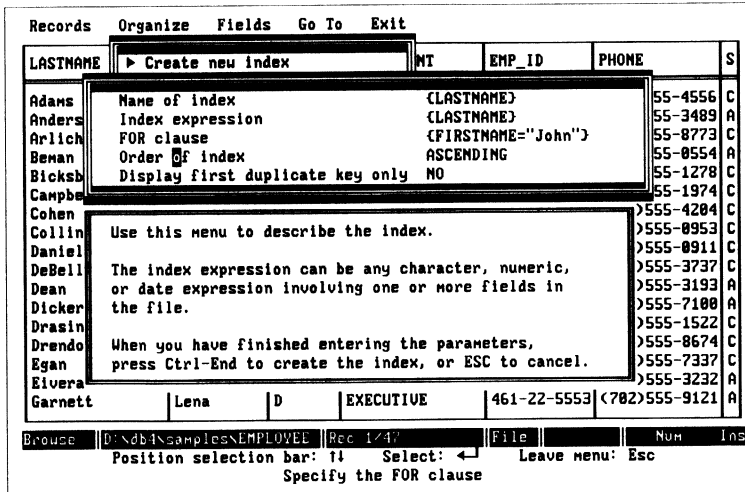 Records Organize Fields Go To Exit
▶ Create new index
LASTNAME NT EMP_ID PHONE S
Name of index {LASTNAME}
Index expression {LASTNAME}
FOR clause {FIRSTNAME="John"}
Order of index ASCENDING
Display first duplicate key only NO
Adams 55-4556 C
Anders 55-3489 A
Arlich 55-8773 C
Beman 55-0554 A
Bicksb 55-1278 C
Campbe 55-1974 C
Cohen )555-4204 C
Collin )555-0953 C
Daniel )555-0911 C
DeBell )555-3737 C
Dean )555-3193 A
Dicker )555-7100 A
Drasin )555-1522 C
Drendo )555-8674 C
Egan )555-7337 C
Eivera )555-3232 A
Use this menu to describe the index.
The index expression can be any character, numeric,
or date expression involving one or more fields in
the file.
When you have finished entering the parameters,
press Ctrl-End to create the index, or ESC to cancel.
Garnett Lena D EXECUTIVE 461-22-5553 (702)555-9121 A
Browse D:\db4\samples\EMPLOYEE Rec 1/47 File Num Ins
Position selection bar: ↑↓ Select: ↵ Leave menu: Esc
Specify the FOR clause